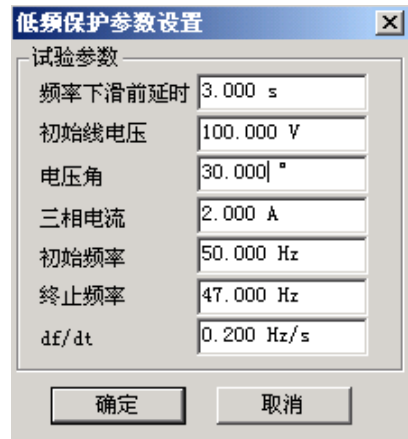 低频保护参数设置
试验参数
频率下滑前延时 3.000 s
初始线电压 100.000 V
电压角 30.000 °
三相电流 2.000 A
初始频率 50.000 Hz
终止频率 47.000 Hz
df/dt 0.200 Hz/s
确定 取消